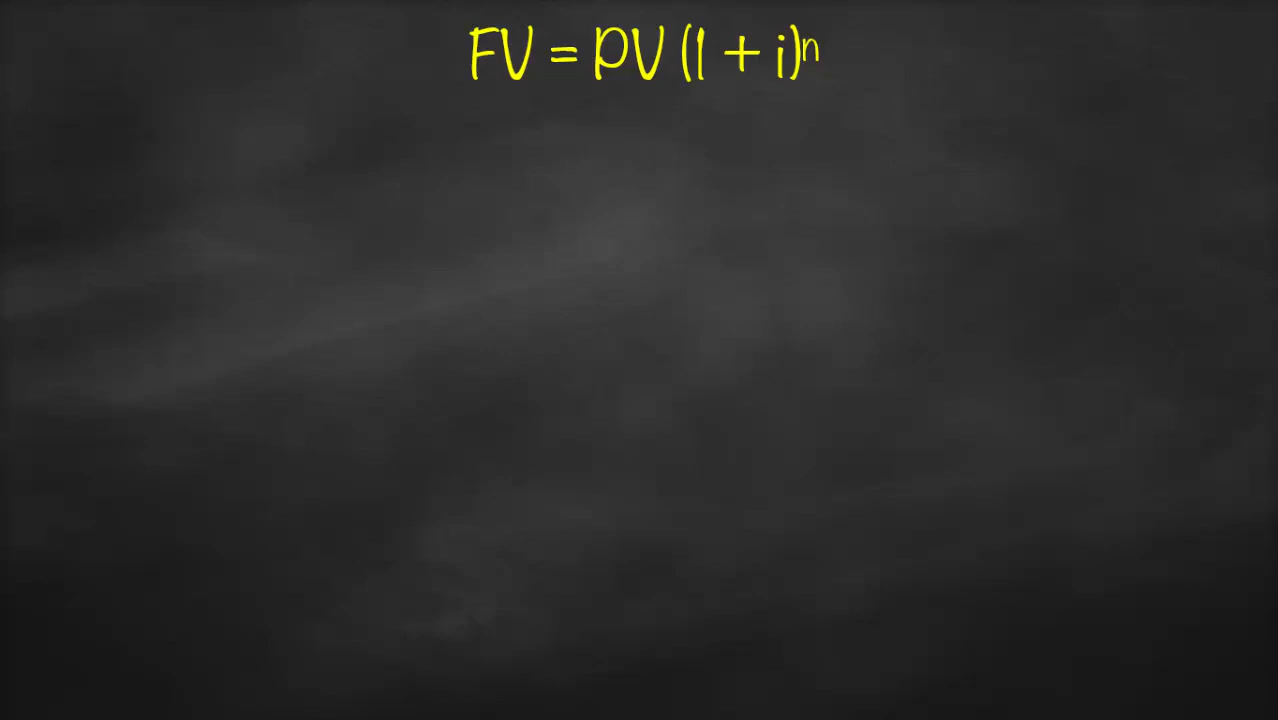 FV = PV (1 + i)ⁿ